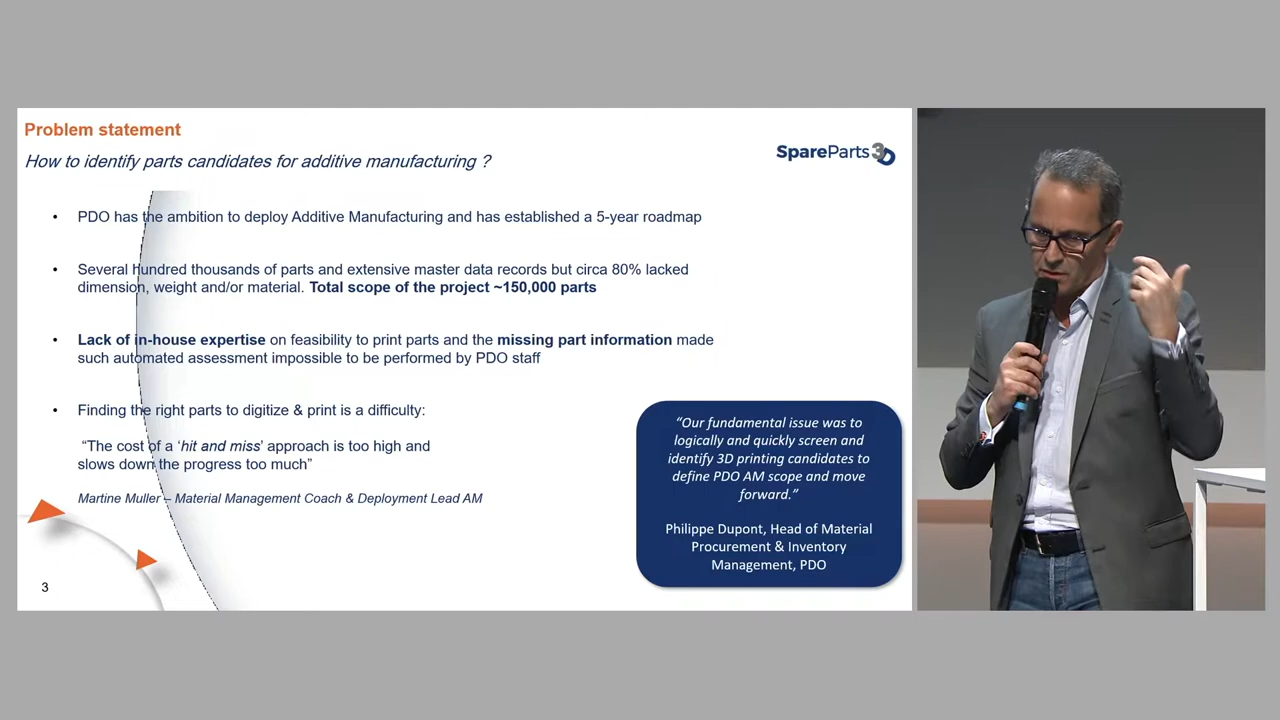 Problem statement
How to identify parts candidates for additive manufacturing ?
SpareParts3D
• PDO has the ambition to deploy Additive Manufacturing and has established a 5-year roadmap
• Several hundred thousands of parts and extensive master data records but circa 80% lacked
dimension, weight and/or material. Total scope of the project ~150,000 parts
• Lack of in-house expertise on feasibility to print parts and the missing part information made
such automated assessment impossible to be performed by PDO staff
• Finding the right parts to digitize & print is a difficulty:
“The cost of a ‘hit and miss’ approach is too high and
slows down the progress too much”
Martine Muller – Material Management Coach & Deployment Lead AM
“Our fundamental issue was to
logically and quickly screen and
identify 3D printing candidates to
define PDO AM scope and move
forward.”
Philippe Dupont, Head of Material
Procurement & Inventory
Management, PDO
3